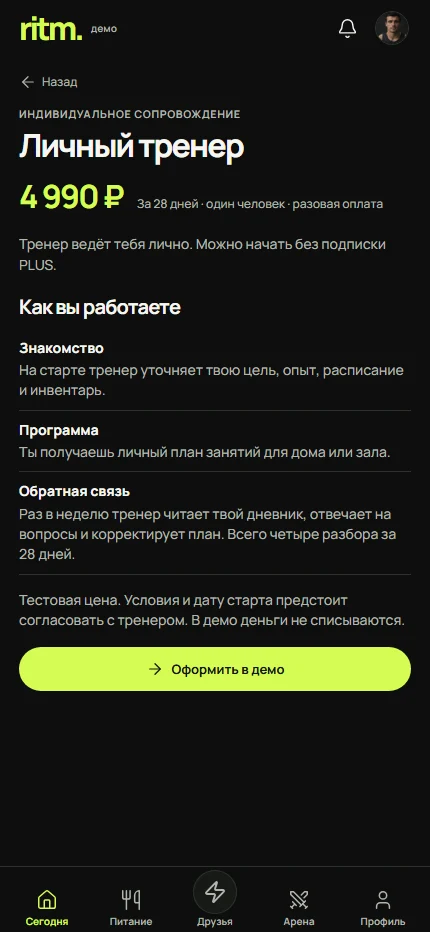 ritm. демо
Назад
ИНДИВИДУАЛЬНОЕ СОПРОВОЖДЕНИЕ
Личный тренер
4 990 ₽ За 28 дней · один человек · разовая оплата
Тренер ведёт тебя лично. Можно начать без подписки
PLUS.
Как вы работаете
Знакомство
На старте тренер уточняет твою цель, опыт, расписание
и инвентарь.
Программа
Ты получаешь личный план занятий для дома или зала.
Обратная связь
Раз в неделю тренер читает твой дневник, отвечает на
вопросы и корректирует план. Всего четыре разбора за
28 дней.
Тестовая цена. Условия и дату старта предстоит
согласовать с тренером. В демо деньги не списываются.
Оформить в демо
Сегодня Питание Друзья Арена Профиль